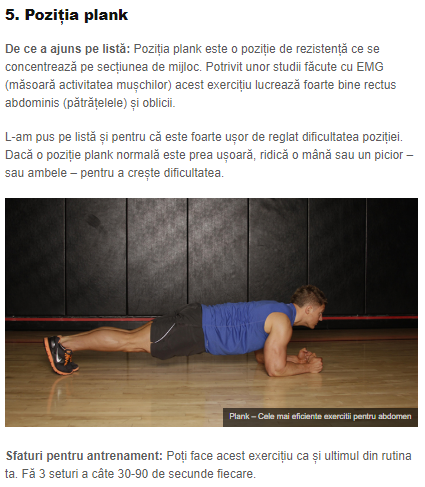 5. Poziția plank
De ce a ajuns pe listă: Poziția plank este o poziție de rezistență ce se
concentrează pe secțiunea de mijloc. Potrivit unor studii făcute cu EMG
(măsoară activitatea mușchilor) acest exercițiu lucrează foarte bine rectus
abdominis (pătrățelele) și oblicii.
L-am pus pe listă și pentru că este foarte ușor de reglat dificultatea poziției.
Dacă o poziție plank normală este prea ușoară, ridică o mână sau un picior –
sau ambele – pentru a crește dificultatea.
Plank – Cele mai eficiente exercitii pentru abdomen
Sfaturi pentru antrenament: Poți face acest exercițiu ca și ultimul din rutina
ta. Fă 3 seturi a câte 30-90 de secunde fiecare.